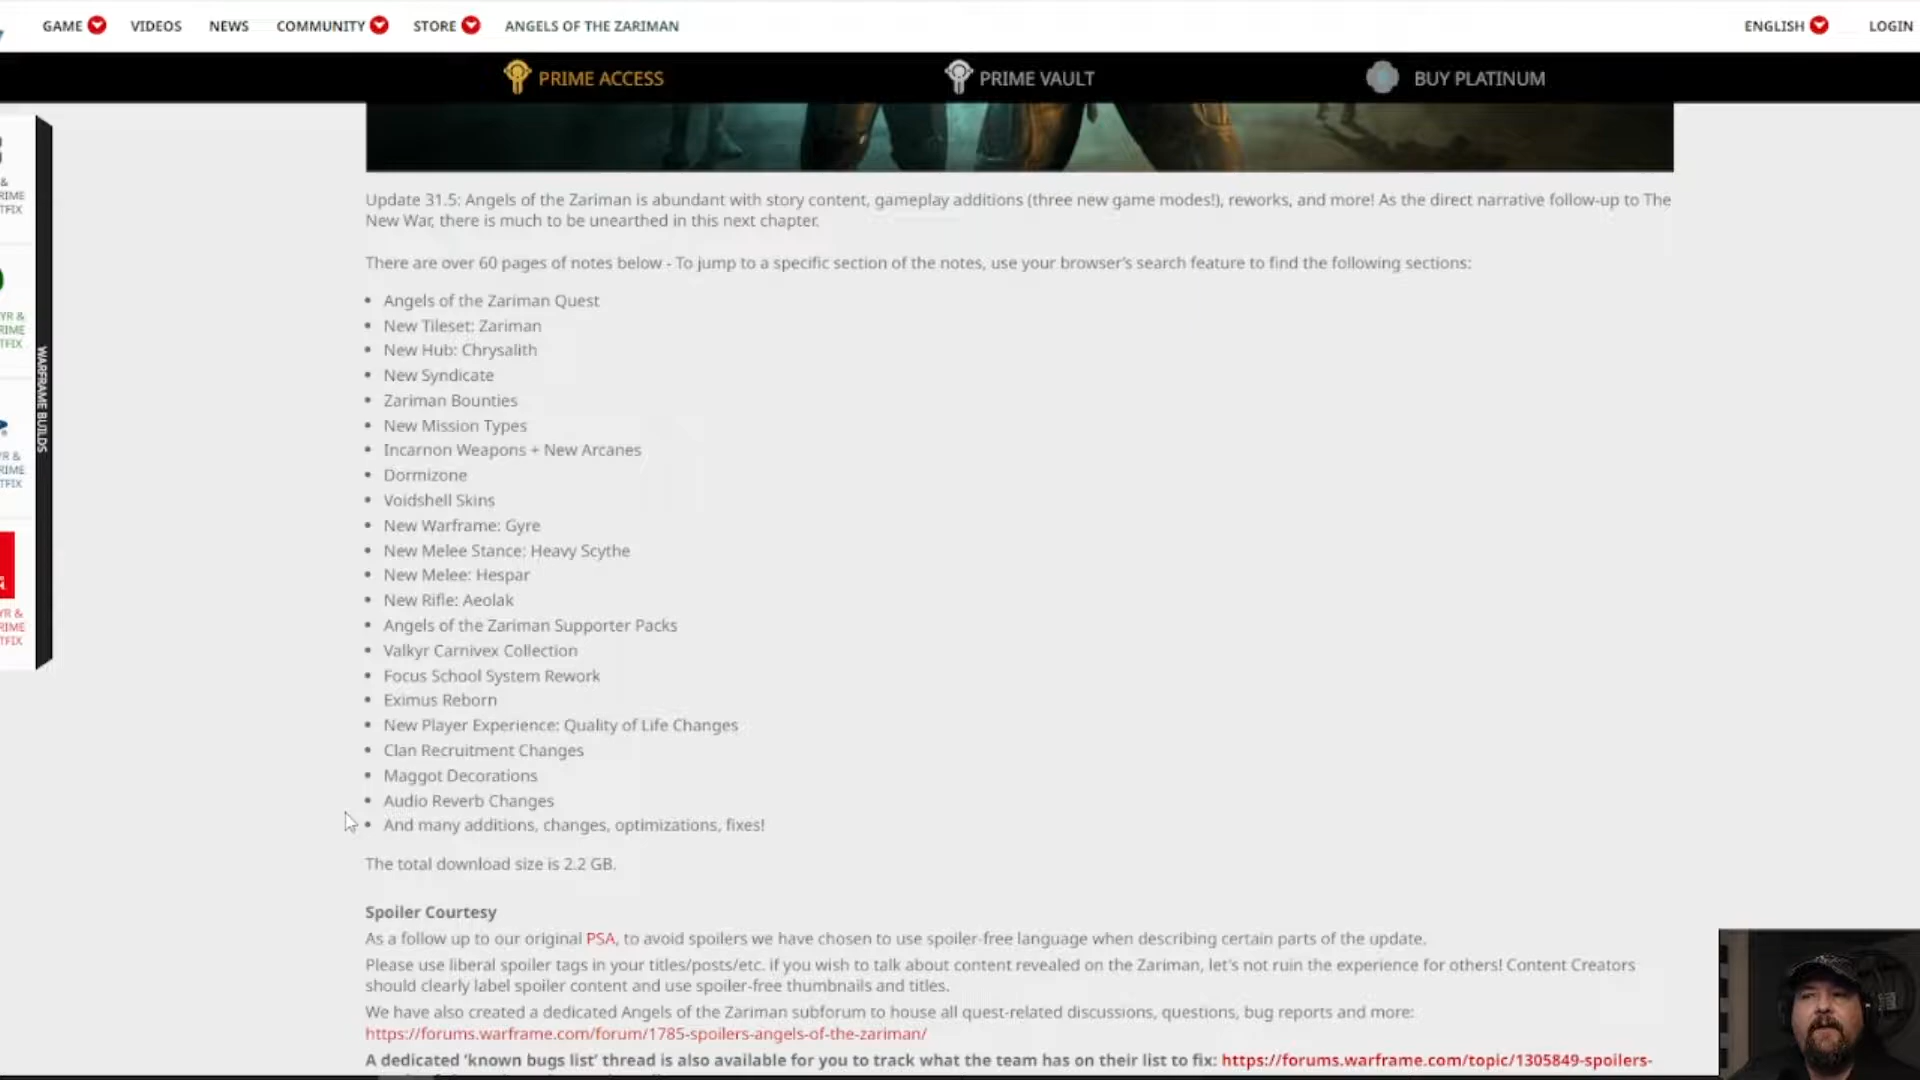 GAME VIDEOS NEWS COMMUNITY STORE ANGELS OF THE ZARIMAN ENGLISH LOGIN
PRIME ACCESS PRIME VAULT BUY PLATINUM
&
RIME
TFIX
YR &
RIME
TFIX
YR &
RIME
TFIX
YR &
RIME
TFIX
WARFRAME BUILDS
Update 31.5: Angels of the Zariman is abundant with story content, gameplay additions (three new game modes!), reworks, and more! As the direct narrative follow-up to The
New War, there is much to be unearthed in this next chapter.
There are over 60 pages of notes below - To jump to a specific section of the notes, use your browser's search feature to find the following sections:
• Angels of the Zariman Quest
• New Tileset: Zariman
• New Hub: Chrysalith
• New Syndicate
• Zariman Bounties
• New Mission Types
• Incarnon Weapons + New Arcanes
• Dormizone
• Voidshell Skins
• New Warframe: Gyre
• New Melee Stance: Heavy Scythe
• New Melee: Hespar
• New Rifle: Aeolak
• Angels of the Zariman Supporter Packs
• Valkyr Carnivex Collection
• Focus School System Rework
• Eximus Reborn
• New Player Experience: Quality of Life Changes
• Clan Recruitment Changes
• Maggot Decorations
• Audio Reverb Changes
• And many additions, changes, optimizations, fixes!
The total download size is 2.2 GB.
Spoiler Courtesy
As a follow up to our original PSA, to avoid spoilers we have chosen to use spoiler-free language when describing certain parts of the update.
Please use liberal spoiler tags in your titles/posts/etc. if you wish to talk about content revealed on the Zariman, let's not ruin the experience for others! Content Creators
should clearly label spoiler content and use spoiler-free thumbnails and titles.
We have also created a dedicated Angels of the Zariman subforum to house all quest-related discussions, questions, bug reports and more:
https://forums.warframe.com/forum/1785-spoilers-angels-of-the-zariman/
A dedicated 'known bugs list' thread is also available for you to track what the team has on their list to fix: https://forums.warframe.com/topic/1305849-spoilers-